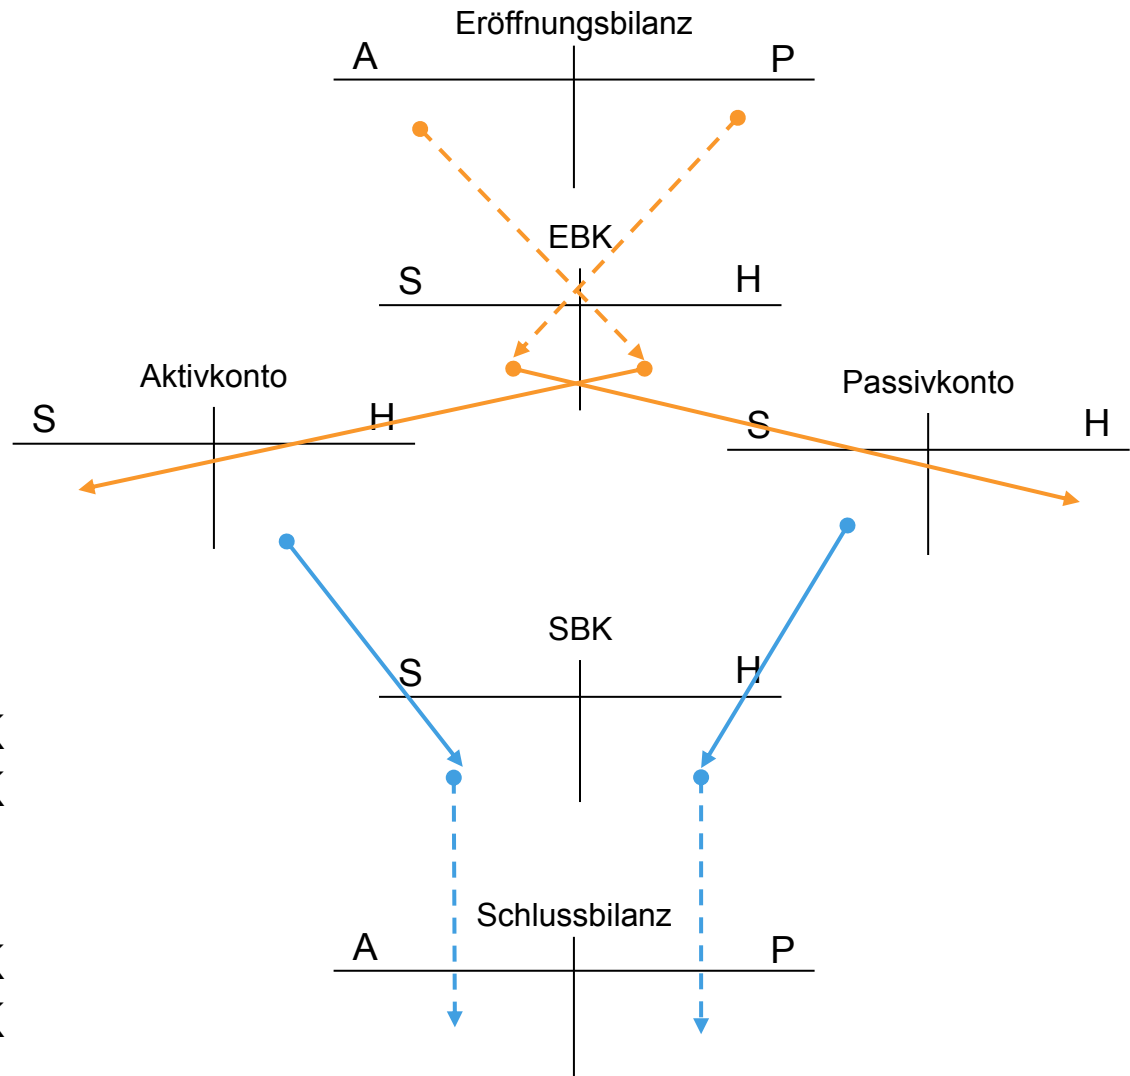 Eröffnungsbilanz
A P
EBK
S H
Aktivkonto
S H
Passivkonto
S H
SBK
S H
K
K
Schlussbilanz
A P
K
K